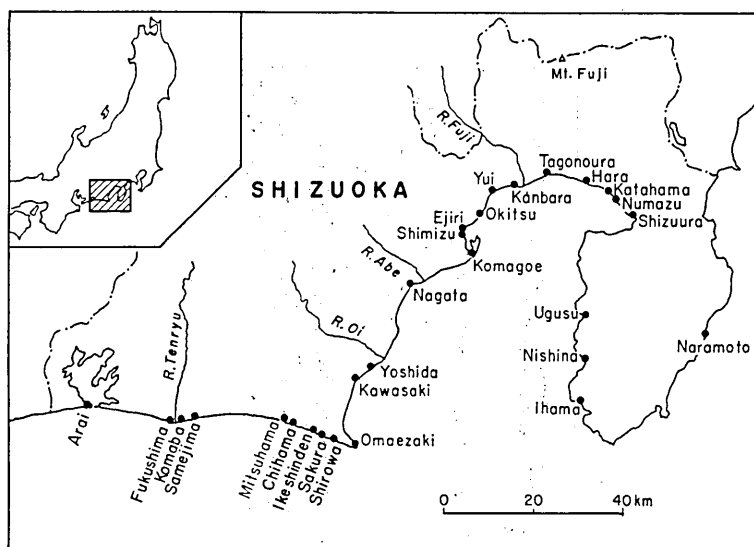 Mt. Fuji
R. Fuji
SHIZUOKA
Tagonoura
Hara
Yui
Kanbara
Katahama
Numazu
Okitsu
Shizuura
Ejiri
Shimizu
Komagoe
R. Abe
Nagata
R. Oi
Ugusu
Naramoto
R. Tenryu
Nishina
Yoshida
Kawasaki
Ihama
Arai
Fukushima
Komaba
Samejima
Mitsuhama
Chihama
Ikeshinden
Sakura
Shirowa
Omaezaki
0 20 40 km